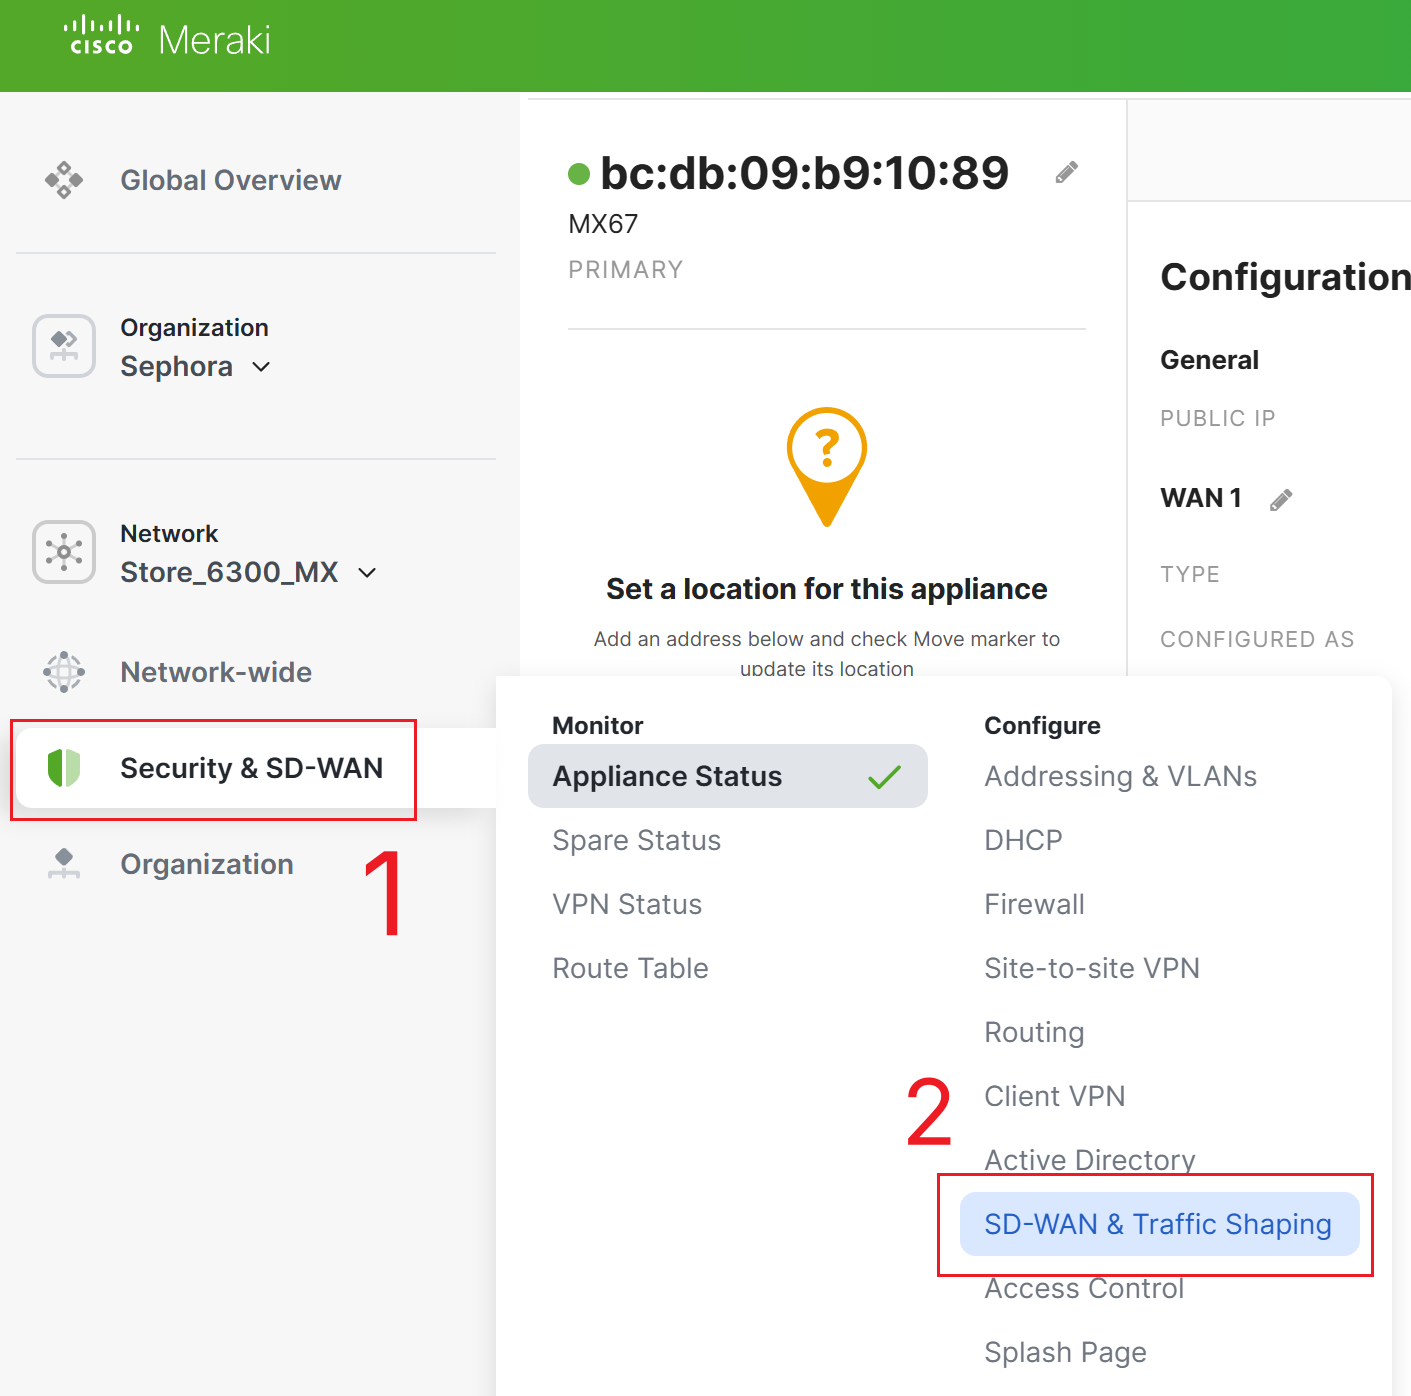 CISCO Meraki
Global Overview
Organization
Sephora
Network
Store_6300_MX
Network-wide
Security & SD-WAN
Organization
1
bc:db:09:b9:10:89
MX67
PRIMARY
?
Set a location for this appliance
Add an address below and check Move marker to
update its location
Configuration
General
PUBLIC IP
WAN 1
TYPE
CONFIGURED AS
Monitor
Appliance Status
Spare Status
VPN Status
Route Table
Configure
Addressing & VLANs
DHCP
Firewall
Site-to-site VPN
Routing
Client VPN
2
Active Directory
SD-WAN & Traffic Shaping
Access Control
Splash Page